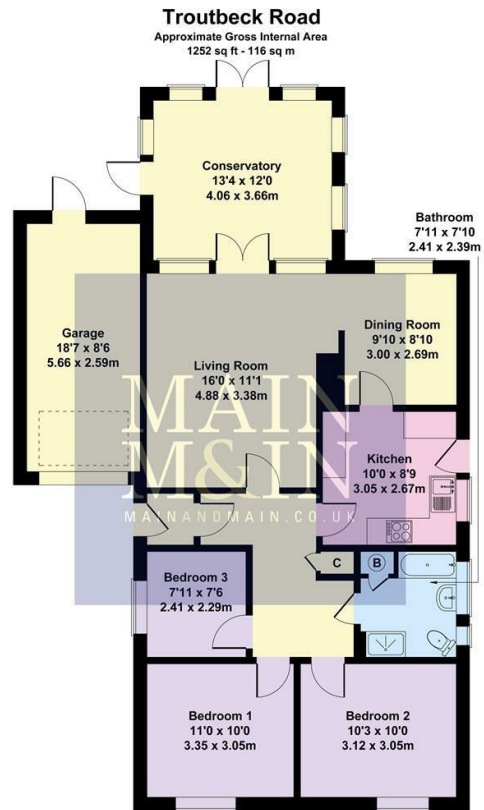 Troutbeck Road
Approximate Gross Internal Area
1252 sq ft - 116 sq m
Conservatory
13'4 x 12'0
4.06 x 3.66m
Bathroom
7'11 x 7'10
2.41 x 2.39m
Garage
18'7 x 8'6
5.66 x 2.59m
Living Room
16'0 x 11'1
4.88 x 3.38m
Dining Room
9'10 x 8'10
3.00 x 2.69m
MAIN
M&IN
MAINANDMAIN.CO.UK
Kitchen
10'0 x 8'9
3.05 x 2.67m
C
B
Bedroom 3
7'11 x 7'6
2.41 x 2.29m
Bedroom 1
11'0 x 10'0
3.35 x 3.05m
Bedroom 2
10'3 x 10'0
3.12 x 3.05m